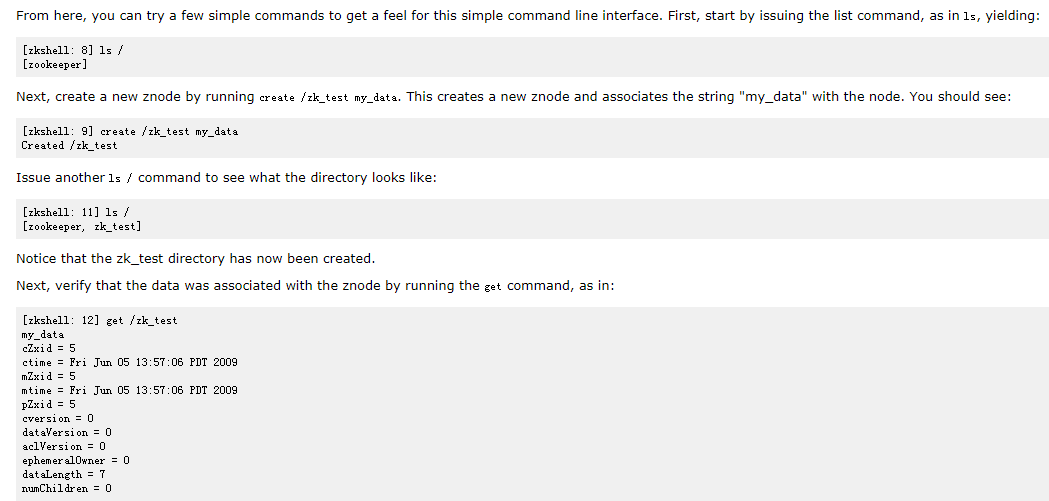 From here, you can try a few simple commands to get a feel for this simple command line interface. First, start by issuing the list command, as in ls, yielding:
[zkshell: 8] ls /
[zookeeper]
Next, create a new znode by running create /zk_test my_data. This creates a new znode and associates the string "my_data" with the node. You should see:
[zkshell: 9] create /zk_test my_data
Created /zk_test
Issue another ls / command to see what the directory looks like:
[zkshell: 11] ls /
[zookeeper, zk_test]
Notice that the zk_test directory has now been created.
Next, verify that the data was associated with the znode by running the get command, as in:
[zkshell: 12] get /zk_test
my_data
cZxid = 5
ctime = Fri Jun 05 13:57:06 PDT 2009
mZxid = 5
mtime = Fri Jun 05 13:57:06 PDT 2009
pZxid = 5
cversion = 0
dataVersion = 0
aclVersion = 0
ephemeralOwner = 0
dataLength = 7
numChildren = 0